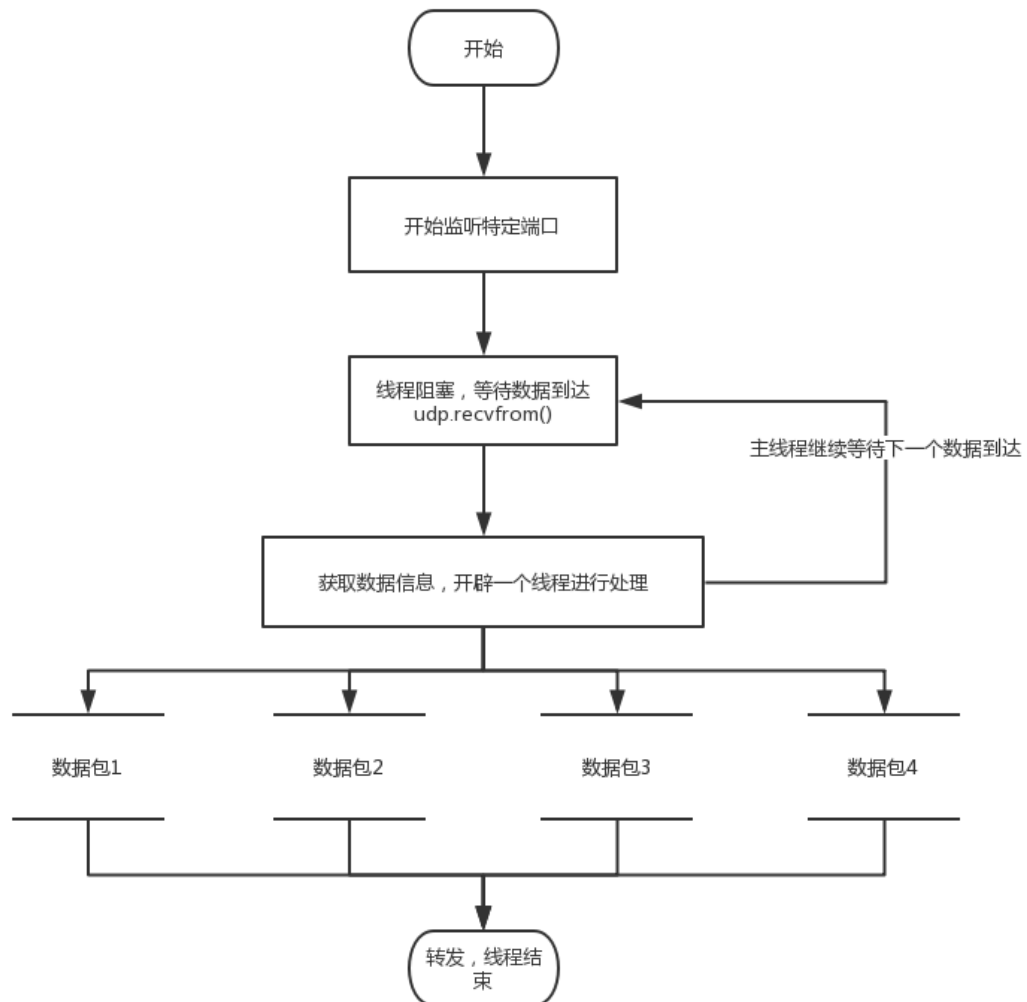 开始
开始监听特定端口
线程阻塞，等待数据到达
udp.recvfrom()
主线程继续等待下一个数据到达
获取数据信息，开辟一个线程进行处理
数据包1
数据包2
数据包3
数据包4
转发，线程结
束